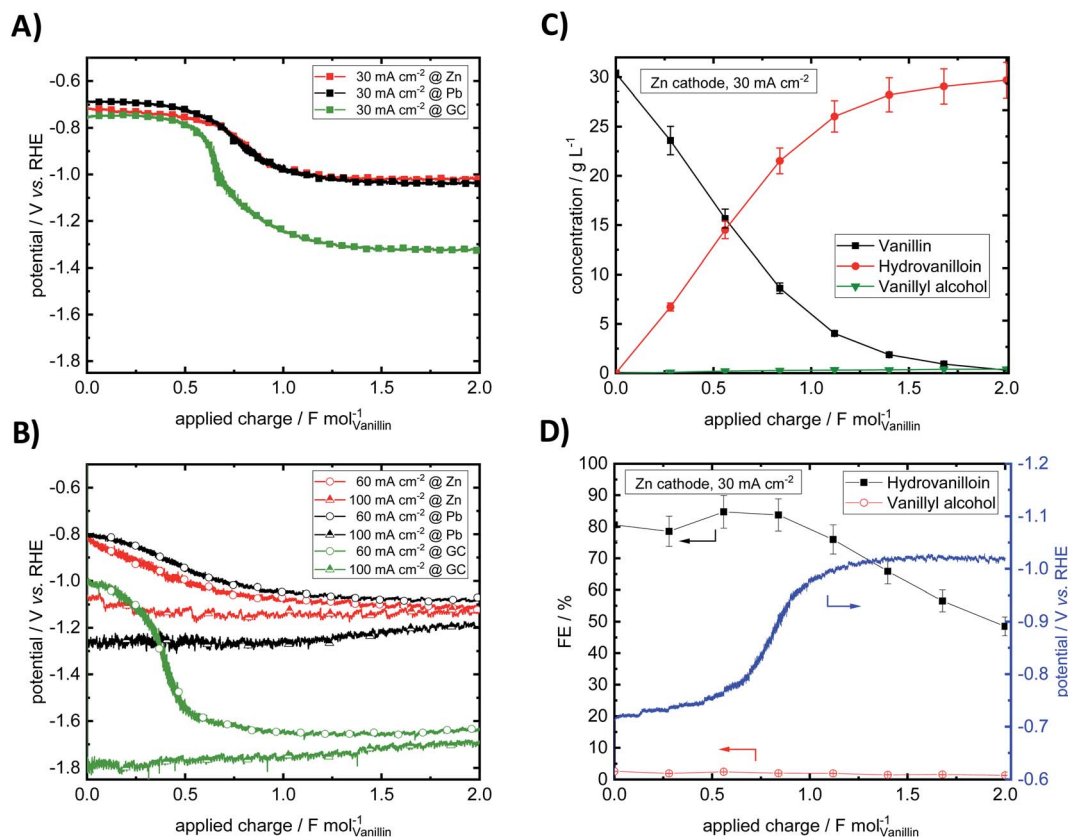 A)
-0.6
-0.8
-1.0
-1.2
-1.4
-1.6
-1.8
potential / V vs. RHE
30 mA cm⁻² @ Zn
30 mA cm⁻² @ Pb
30 mA cm⁻² @ GC
0.0 0.5 1.0 1.5 2.0
applied charge / F mol⁻¹Vanillin
B)
-0.6
-0.8
-1.0
-1.2
-1.4
-1.6
-1.8
potential / V vs. RHE
60 mA cm⁻² @ Zn
100 mA cm⁻² @ Zn
60 mA cm⁻² @ Pb
100 mA cm⁻² @ Pb
60 mA cm⁻² @ GC
100 mA cm⁻² @ GC
0.0 0.5 1.0 1.5 2.0
applied charge / F mol⁻¹Vanillin
C)
30
25
20
15
10
5
0
concentration / g L⁻¹
Zn cathode, 30 mA cm⁻²
Vanillin
Hydrovanilloin
Vanillyl alcohol
0.0 0.5 1.0 1.5 2.0
applied charge / F mol⁻¹Vanillin
D)
100
90
80
70
60
50
40
30
20
10
0
FE / %
Zn cathode, 30 mA cm⁻²
Hydrovanilloin
Vanillyl alcohol
-1.2
-1.1
-1.0
-0.9
-0.8
-0.7
-0.6
potential / V vs. RHE
0.0 0.5 1.0 1.5 2.0
applied charge / F mol⁻¹Vanillin